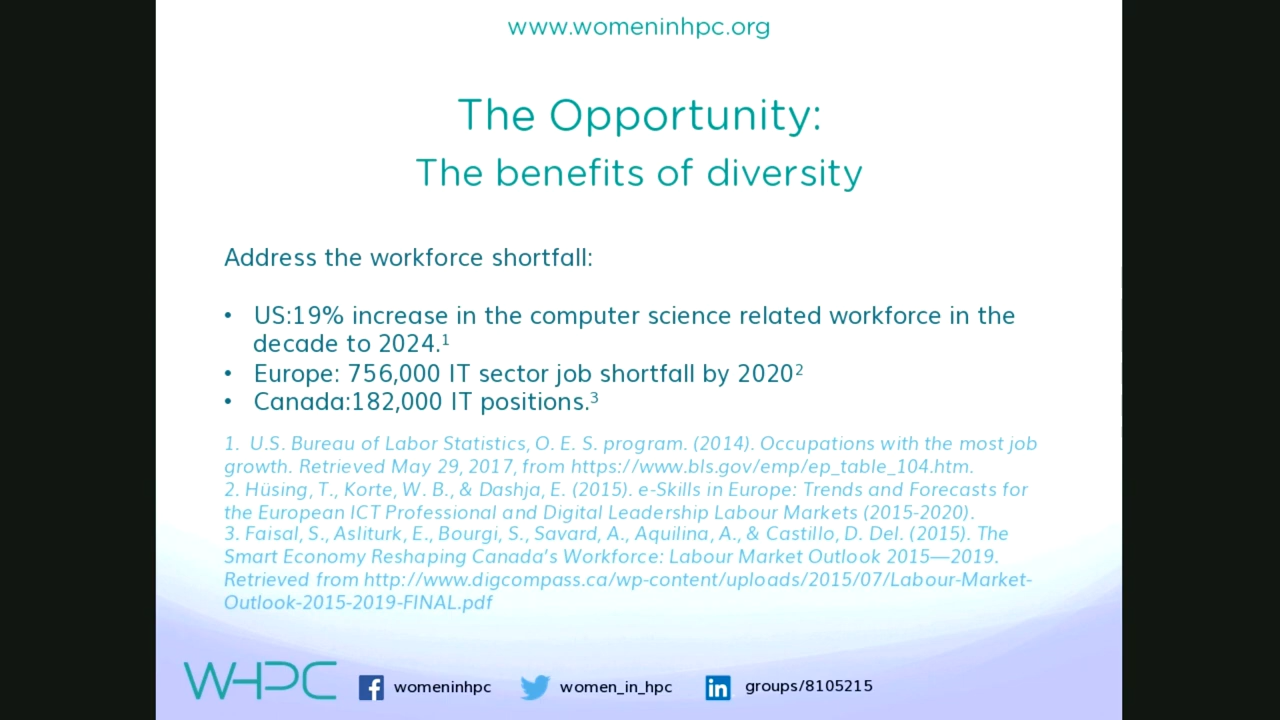 www.womeninhpc.org
The Opportunity:
The benefits of diversity
Address the workforce shortfall:
• US:19% increase in the computer science related workforce in the
decade to 2024.¹
• Europe: 756,000 IT sector job shortfall by 2020²
• Canada:182,000 IT positions.³
1. U.S. Bureau of Labor Statistics, O. E. S. program. (2014). Occupations with the most job
growth. Retrieved May 29, 2017, from https://www.bls.gov/emp/ep_table_104.htm.
2. Hüsing, T., Korte, W. B., & Dashja, E. (2015). e-Skills in Europe: Trends and Forecasts for
the European ICT Professional and Digital Leadership Labour Markets (2015-2020).
3. Faisal, S., Asliturk, E., Bourgi, S., Savard, A., Aquilina, A., & Castillo, D. Del. (2015). The
Smart Economy Reshaping Canada’s Workforce: Labour Market Outlook 2015—2019.
Retrieved from http://www.digcompass.ca/wp-content/uploads/2015/07/Labour-Market-
Outlook-2015-2019-FINAL.pdf
WHPC womeninhpc women_in_hpc groups/8105215